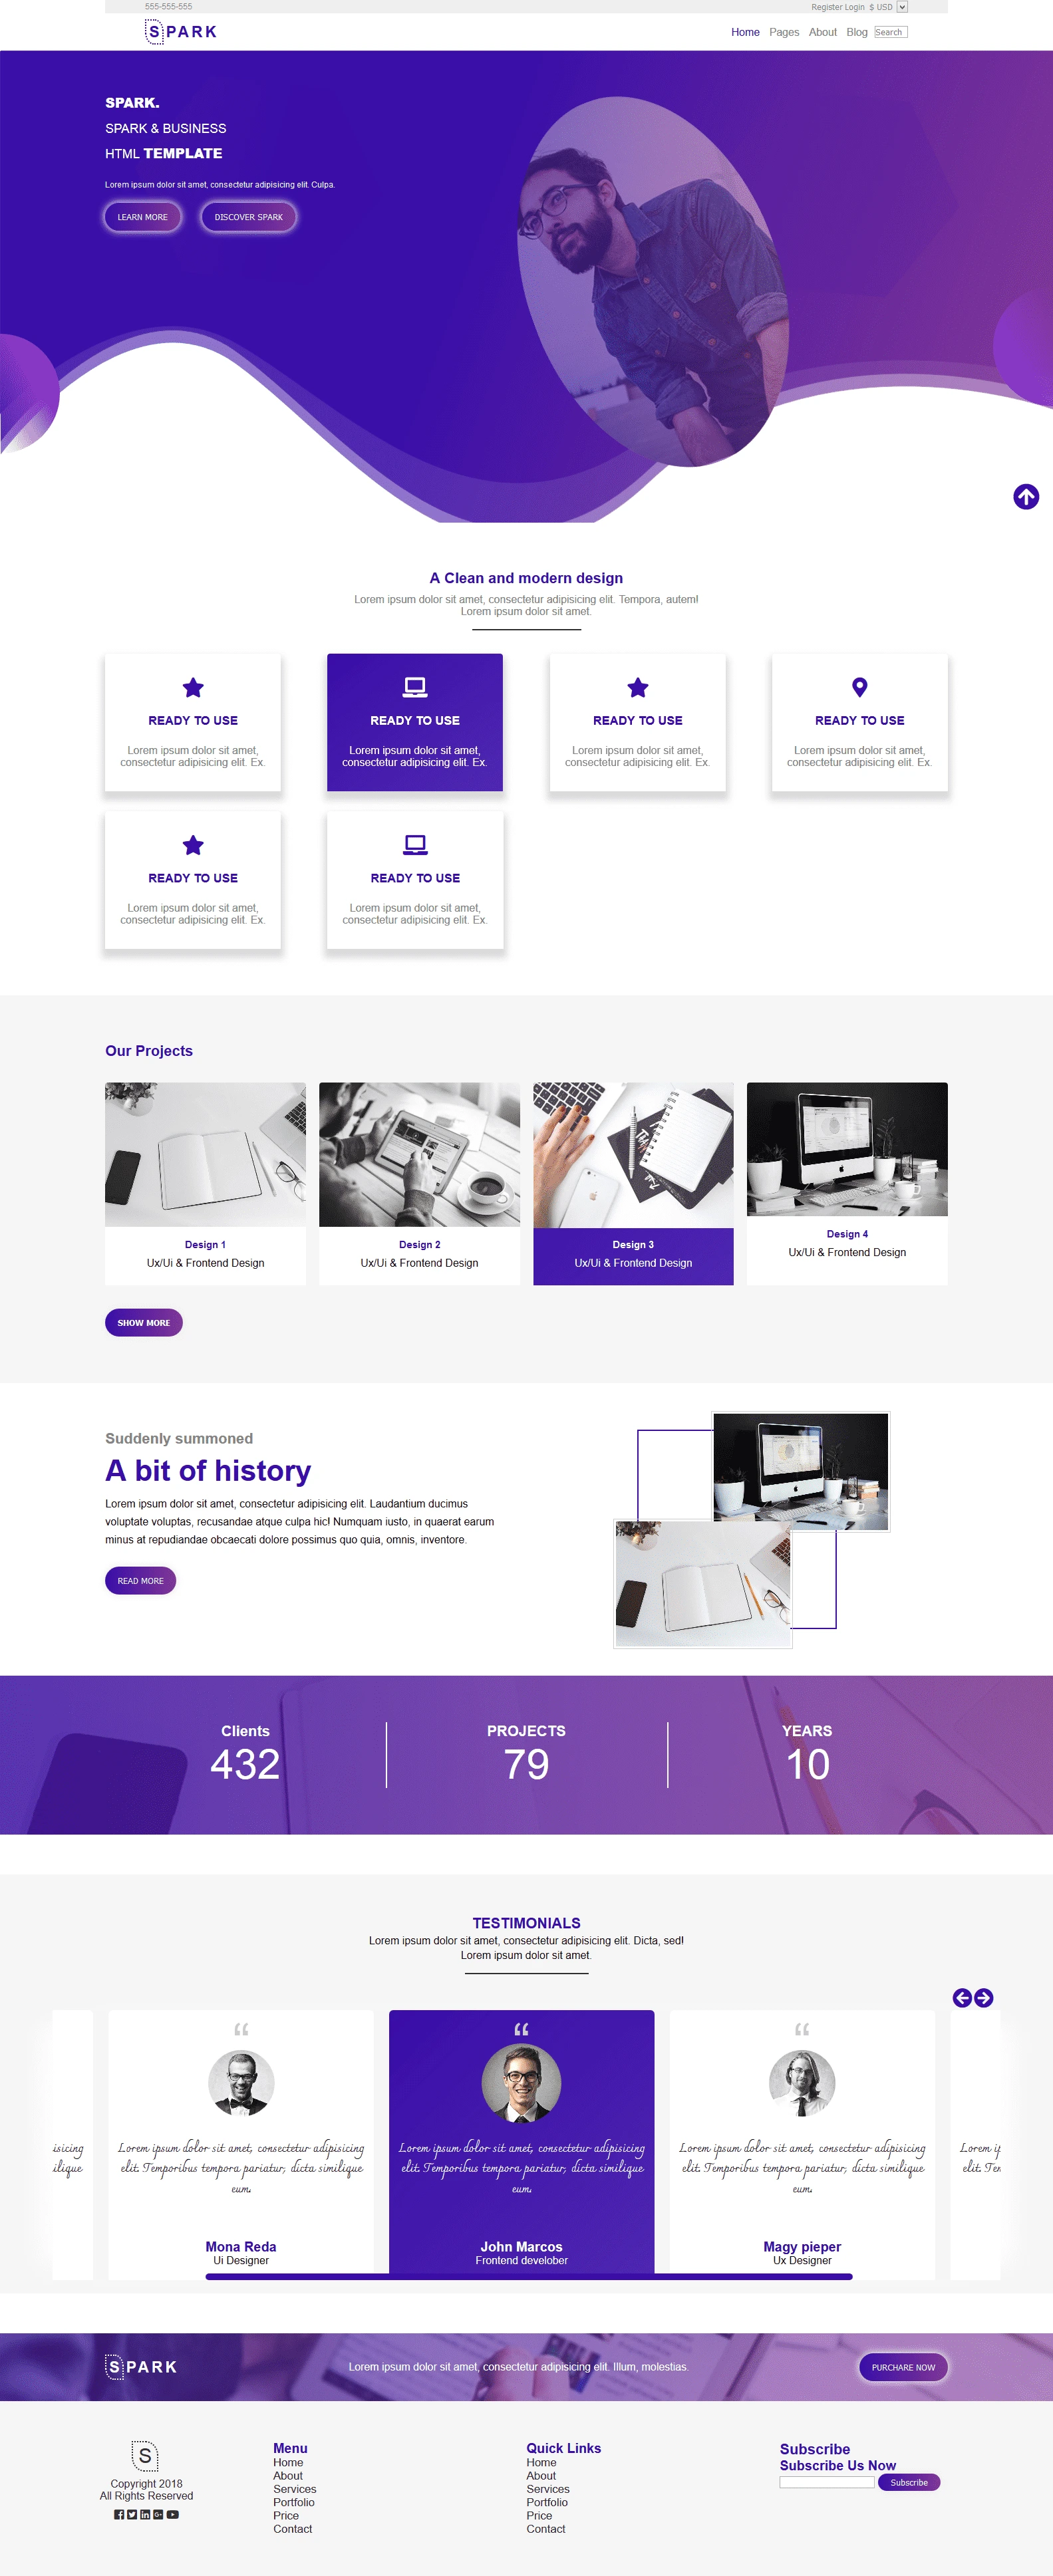 555-555-555
Register Login $ USD
SPARK
Home Pages About Blog Search
SPARK.
SPARK & BUSINESS
HTML TEMPLATE
Lorem ipsum dolor sit amet, consectetur adipisicing elit. Culpa.
LEARN MORE DISCOVER SPARK
A Clean and modern design
Lorem ipsum dolor sit amet, consectetur adipisicing elit. Tempora, autem!
Lorem ipsum dolor sit amet.
READY TO USE
Lorem ipsum dolor sit amet,
consectetur adipisicing elit. Ex.
READY TO USE
Lorem ipsum dolor sit amet,
consectetur adipisicing elit. Ex.
READY TO USE
Lorem ipsum dolor sit amet,
consectetur adipisicing elit. Ex.
READY TO USE
Lorem ipsum dolor sit amet,
consectetur adipisicing elit. Ex.
READY TO USE
Lorem ipsum dolor sit amet,
consectetur adipisicing elit. Ex.
READY TO USE
Lorem ipsum dolor sit amet,
consectetur adipisicing elit. Ex.
Our Projects
Design 1
Ux/Ui & Frontend Design
Design 2
Ux/Ui & Frontend Design
Design 3
Ux/Ui & Frontend Design
Design 4
Ux/Ui & Frontend Design
SHOW MORE
Suddenly summoned
A bit of history
Lorem ipsum dolor sit amet, consectetur adipisicing elit. Laudantium ducimus
voluptate voluptas, recusandae atque culpa hic! Numquam iusto, in quaerat earum
minus at repudiandae obcaecati dolore possimus quo quia, omnis, inventore.
READ MORE
Clients
432
PROJECTS
79
YEARS
10
TESTIMONIALS
Lorem ipsum dolor sit amet, consectetur adipisicing elit. Dicta, sed!
Lorem ipsum dolor sit amet.
isicing
ilique
“
Lorem ipsum dolor sit amet, consectetur adipisicing
elit. Temporibus tempora pariatur, dicta similique
eum.
Mona Reda
Ui Designer
“
Lorem ipsum dolor sit amet, consectetur adipisicing
elit. Temporibus tempora pariatur, dicta similique
eum.
John Marcos
Frontend develober
“
Lorem ipsum dolor sit amet, consectetur adipisicing
elit. Temporibus tempora pariatur, dicta similique
eum.
Magy pieper
Ux Designer
Lorem ip
elit. Ten
SPARK
Lorem ipsum dolor sit amet, consectetur adipisicing elit. Illum, molestias.
PURCHARE NOW
S
Copyright 2018
All Rights Reserved
Menu
Home
About
Services
Portfolio
Price
Contact
Quick Links
Home
About
Services
Portfolio
Price
Contact
Subscribe
Subscribe Us Now
Subscribe